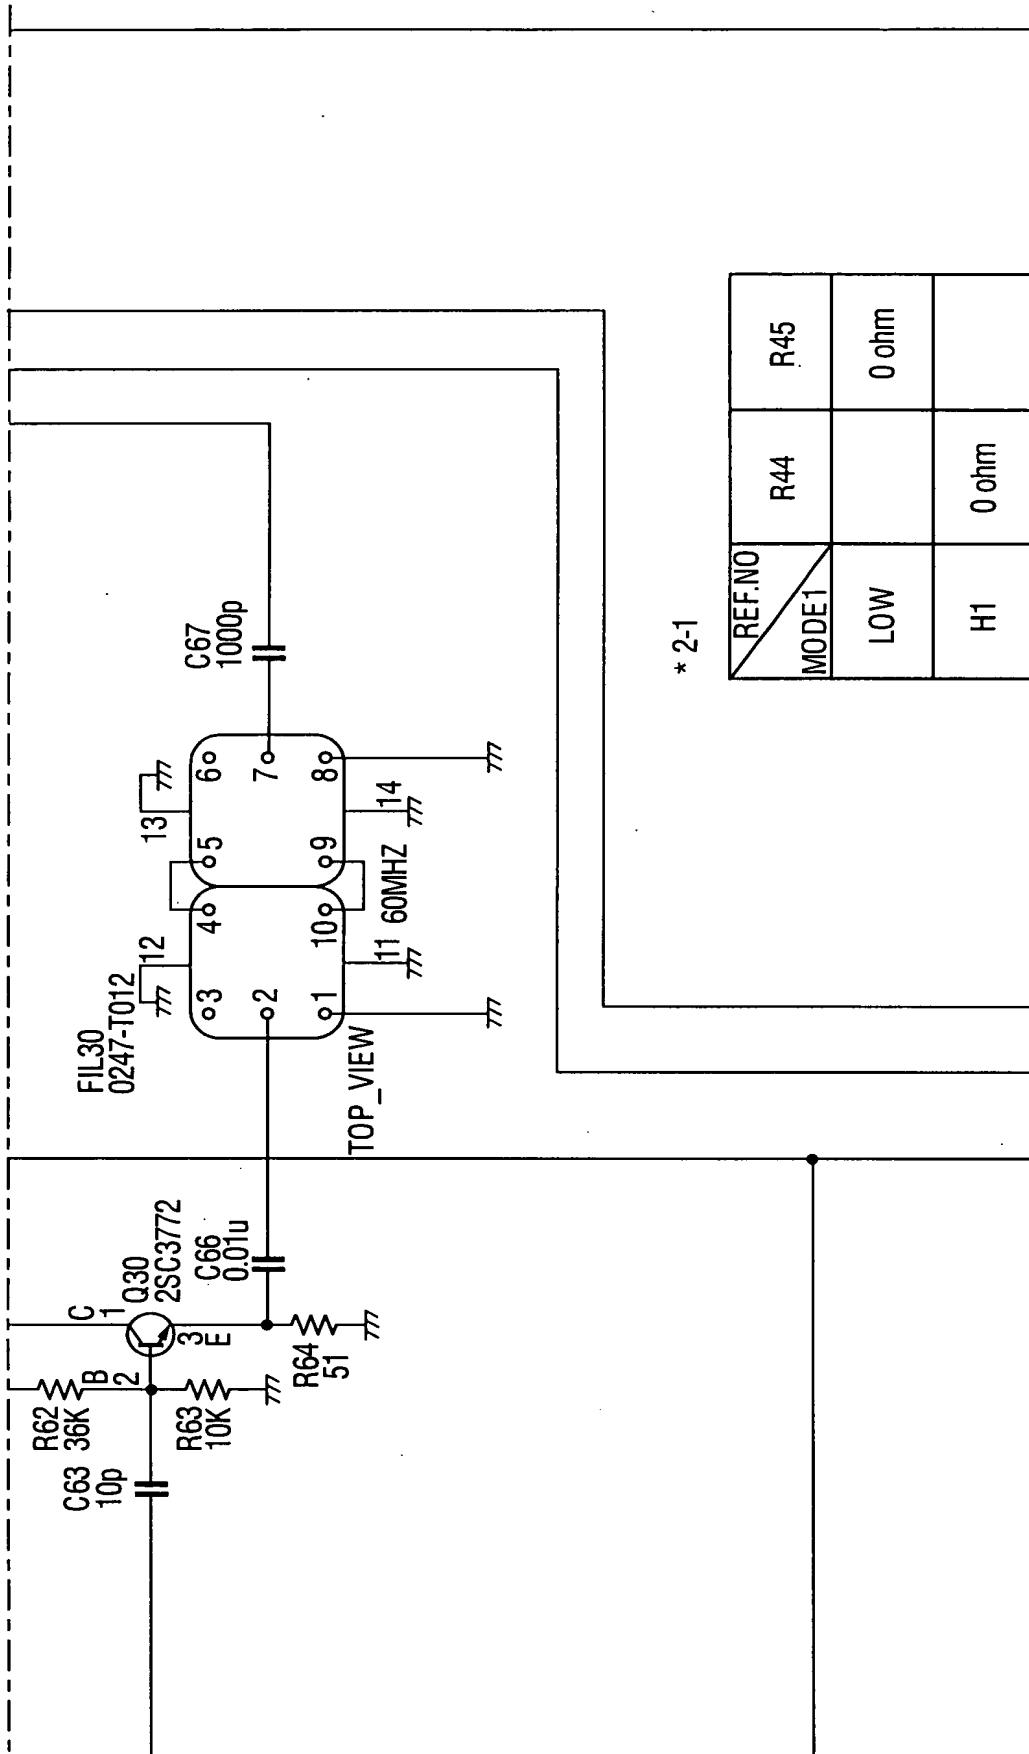 R62
36K
C63
10p
B
2
R63
10K
C
1
Q30
2SC3772
3
E
C66
0.01u
R64
51
FIL30
0247-T012
12
13
3
4
5
6
2
7
1
10
9
8
11
14
60MHZ
TOP_VIEW
C67
1000p
* 2-1
REF.NO
MODE1
R44
R45
LOW
0 ohm
H1
0 ohm